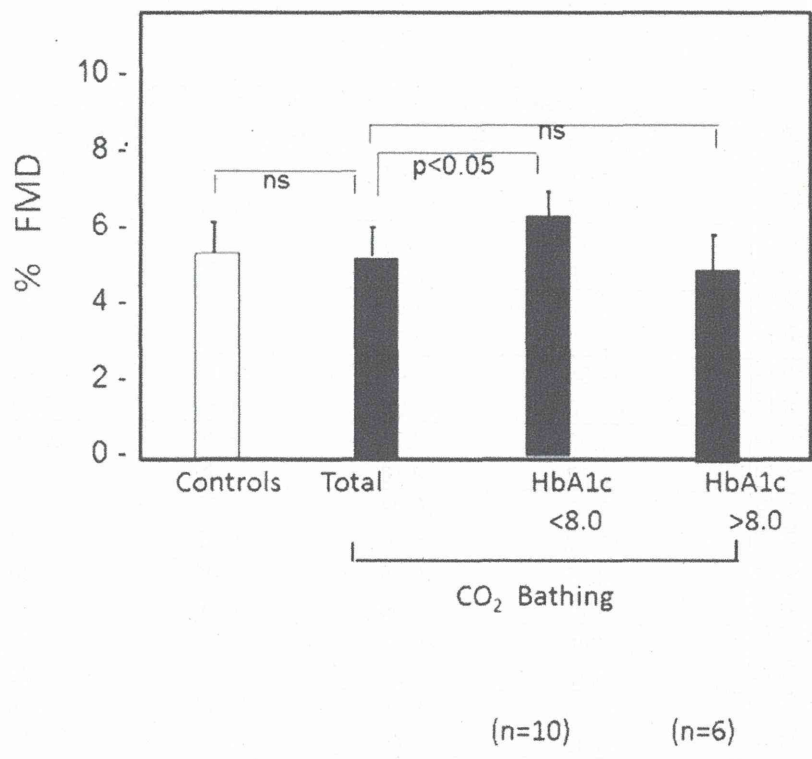 10 -
8 -
6 -
4 -
2 -
0 -
% FMD
ns
p<0.05
ns
Controls Total HbA1c HbA1c
<8.0 >8.0
CO₂ Bathing
(n=10) (n=6)